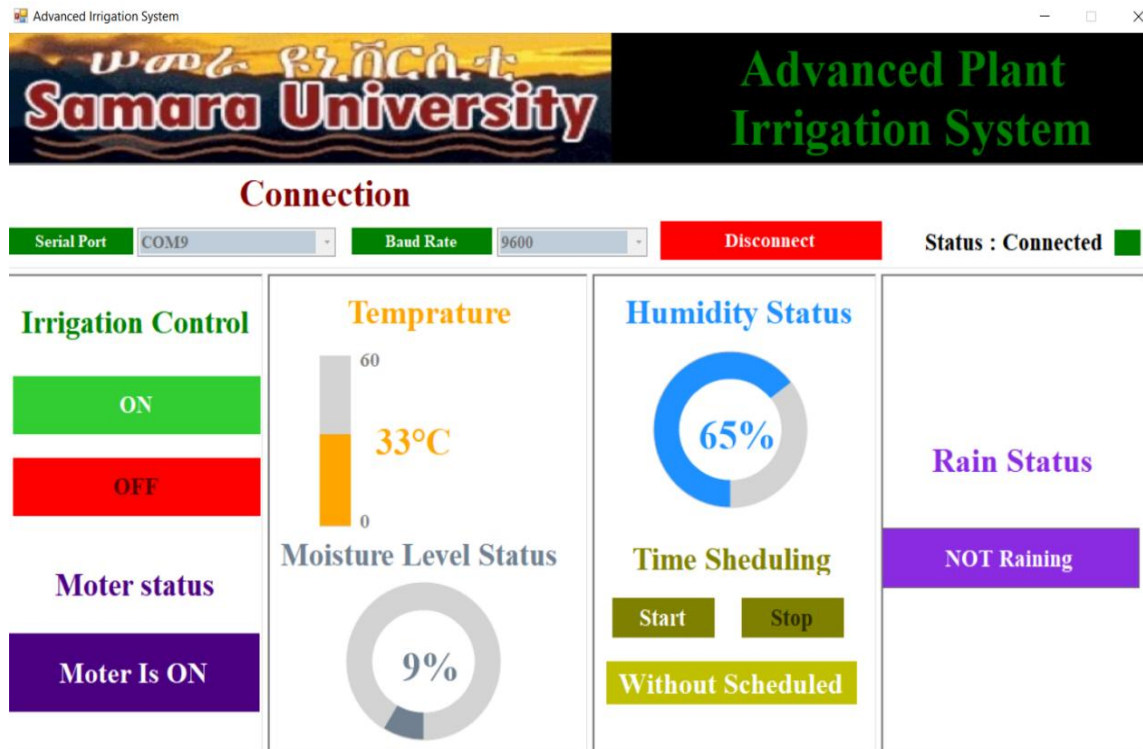 Advanced Irrigation System
ሠመራ ዩኒቨርሲቲ
Samara University
Advanced Plant
Irrigation System
Connection
Serial Port COM9 Baud Rate 9600 Disconnect Status : Connected
Irrigation Control
ON
OFF
Moter status
Moter Is ON
Temprature
60
33°C
0
Moisture Level Status
9%
Humidity Status
65%
Time Sheduling
Start Stop
Without Scheduled
Rain Status
NOT Raining